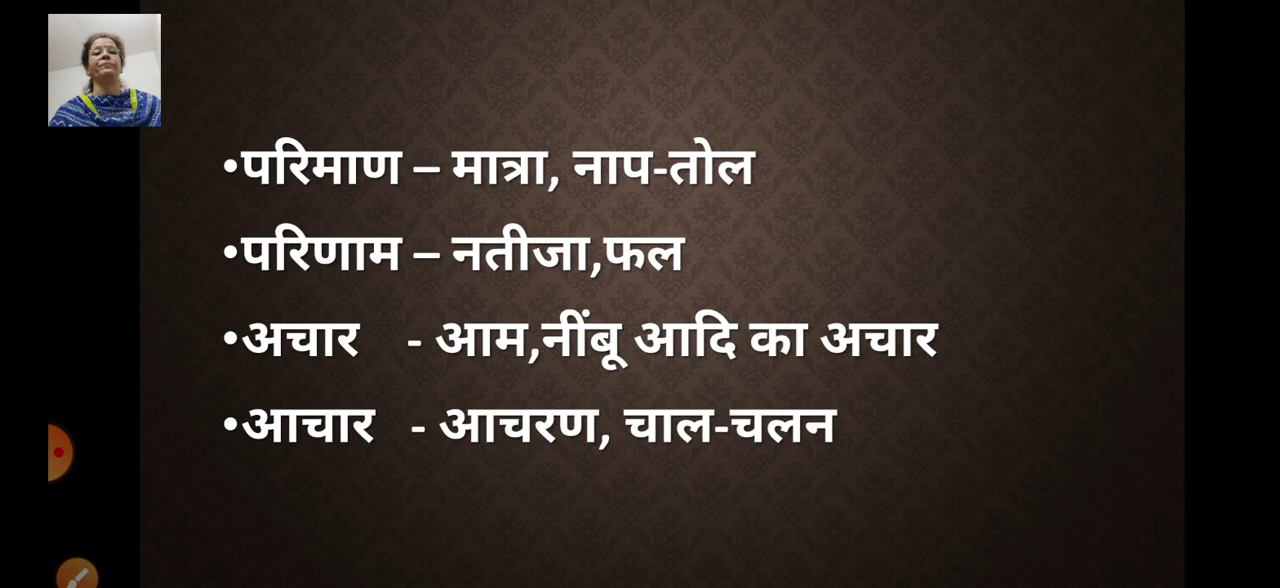 •परिमाण – मात्रा, नाप-तोल
•परिणाम – नतीजा,फल
•अचार - आम,नींबू आदि का अचार
•आचार - आचरण, चाल-चलन